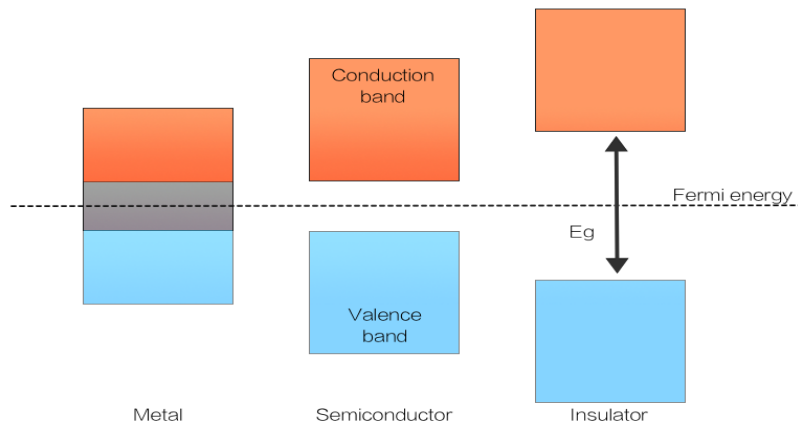 Conduction
band
Fermi energy
Eg
Valence
band
Metal
Semiconductor
Insulator